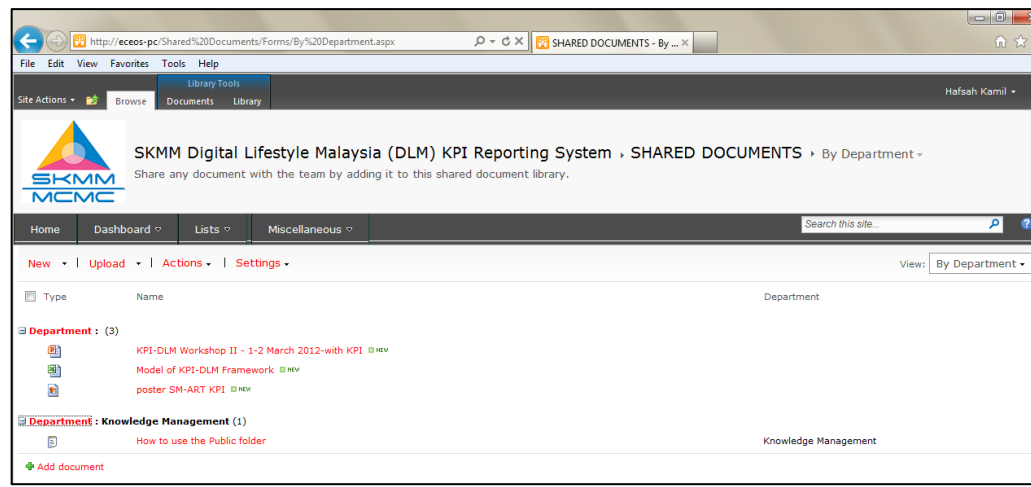 http://eceos-pc/Shared%20Documents/Forms/By%20Department.aspx
SHARED DOCUMENTS - By ...
File Edit View Favorites Tools Help
Library Tools
Site Actions Browse Documents Library
Hafsah Kamil
SKMM
MCMC
SKMM Digital Lifestyle Malaysia (DLM) KPI Reporting System SHARED DOCUMENTS By Department
Share any document with the team by adding it to this shared document library.
Home Dashboard Lists Miscellaneous
Search this site...
New Upload Actions Settings
View: By Department
Type Name Department
Department : (3)
KPI-DLM Workshop II - 1-2 March 2012-with KPI NEW
Model of KPI-DLM Framework NEW
poster SM-ART KPI NEW
Department : Knowledge Management (1)
How to use the Public folder Knowledge Management
Add document